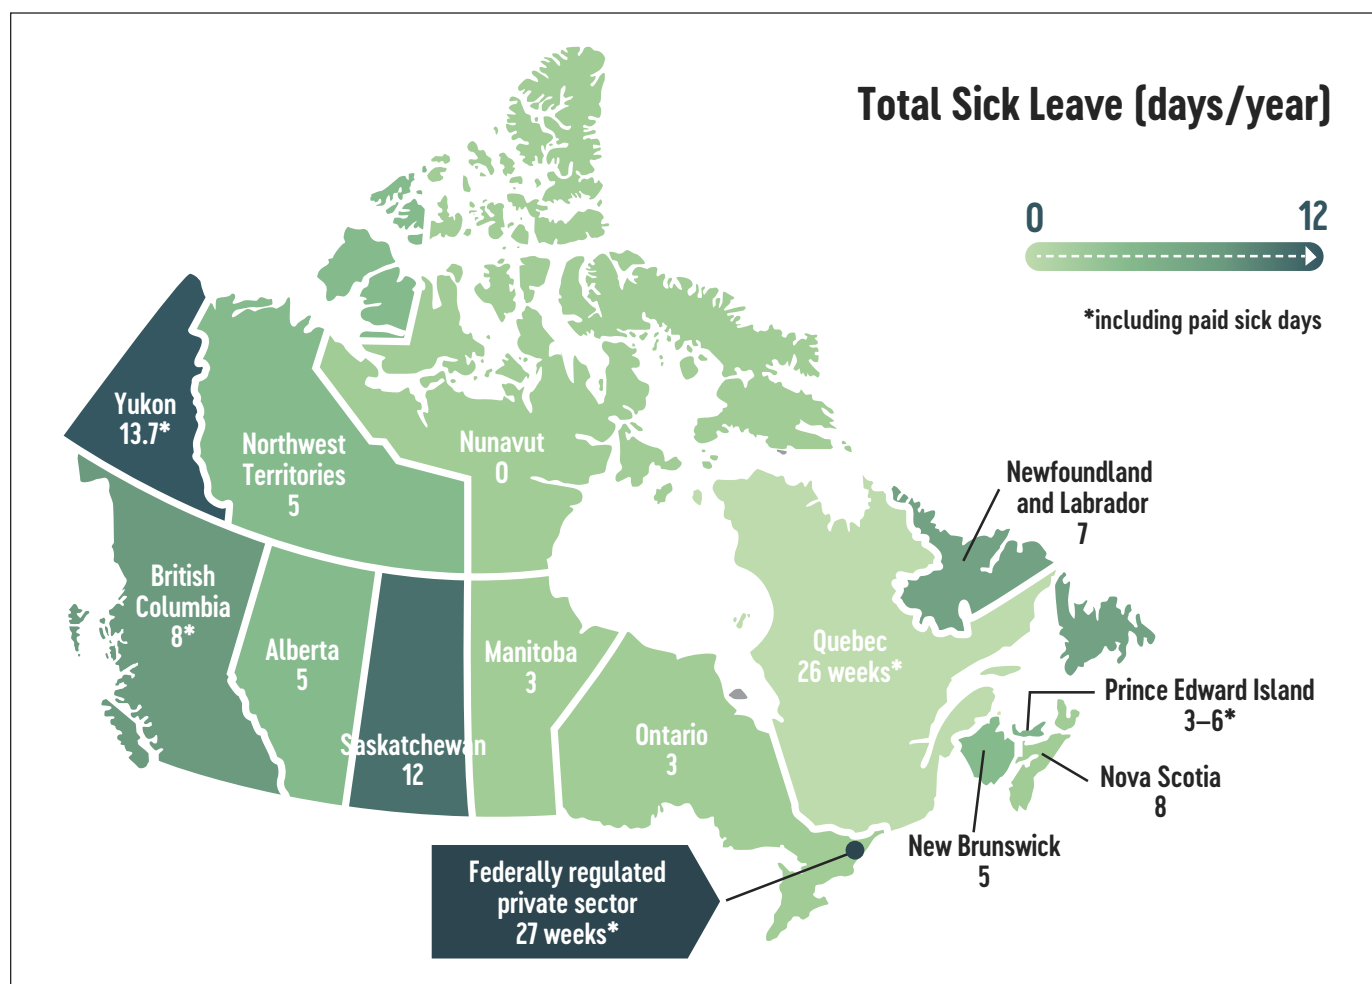 Total Sick Leave (days/year)
0
12
*including paid sick days
Yukon
13.7*
Northwest
Territories
5
Nunavut
0
Newfoundland
and Labrador
7
British
Columbia
8*
Alberta
5
Saskatchewan
12
Manitoba
3
Ontario
3
Quebec
26 weeks*
Prince Edward Island
3–6*
Nova Scotia
8
New Brunswick
5
Federally regulated
private sector
27 weeks*